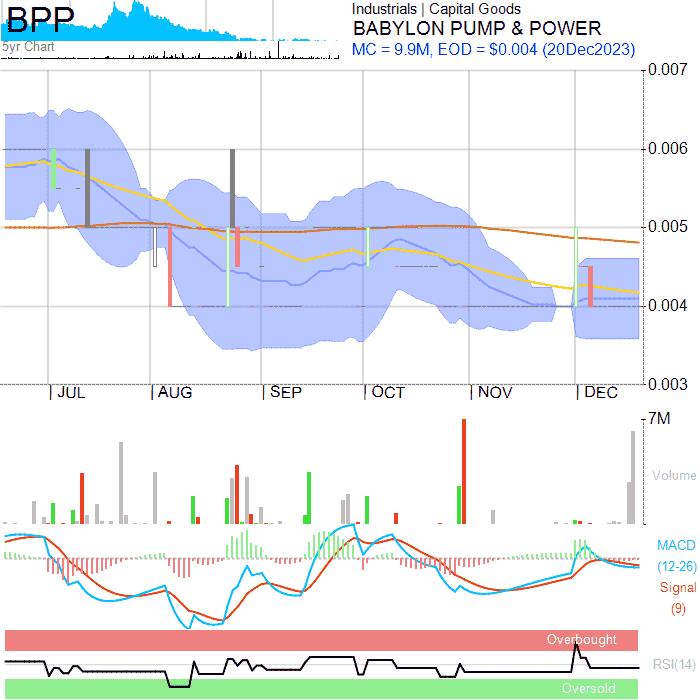 BPP
5yr Chart
Industrials | Capital Goods
BABYLON PUMP & POWER
MC = 9.9M, EOD = $0.004 (20Dec2023)
0.007
0.006
0.005
0.004
0.003
JUL AUG SEP OCT NOV DEC
7M
Volume
MACD
(12-26)
Signal
(9)
Overbought
RSI(14)
Oversold